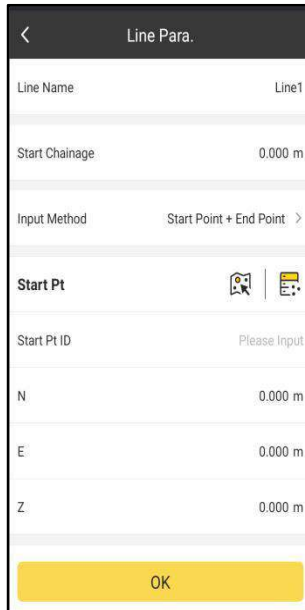 Line Para.
Line Name Line1
Start Chainage 0.000 m
Input Method Start Point + End Point >
Start Pt
Start Pt ID Please Input
N 0.000 m
E 0.000 m
Z 0.000 m
OK